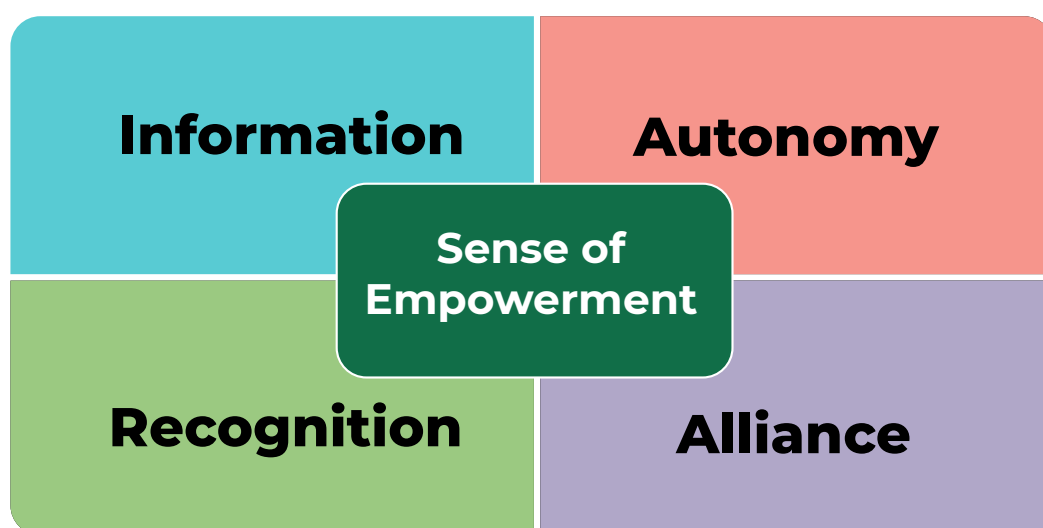 Information
Autonomy
Sense of
Empowerment
Recognition
Alliance